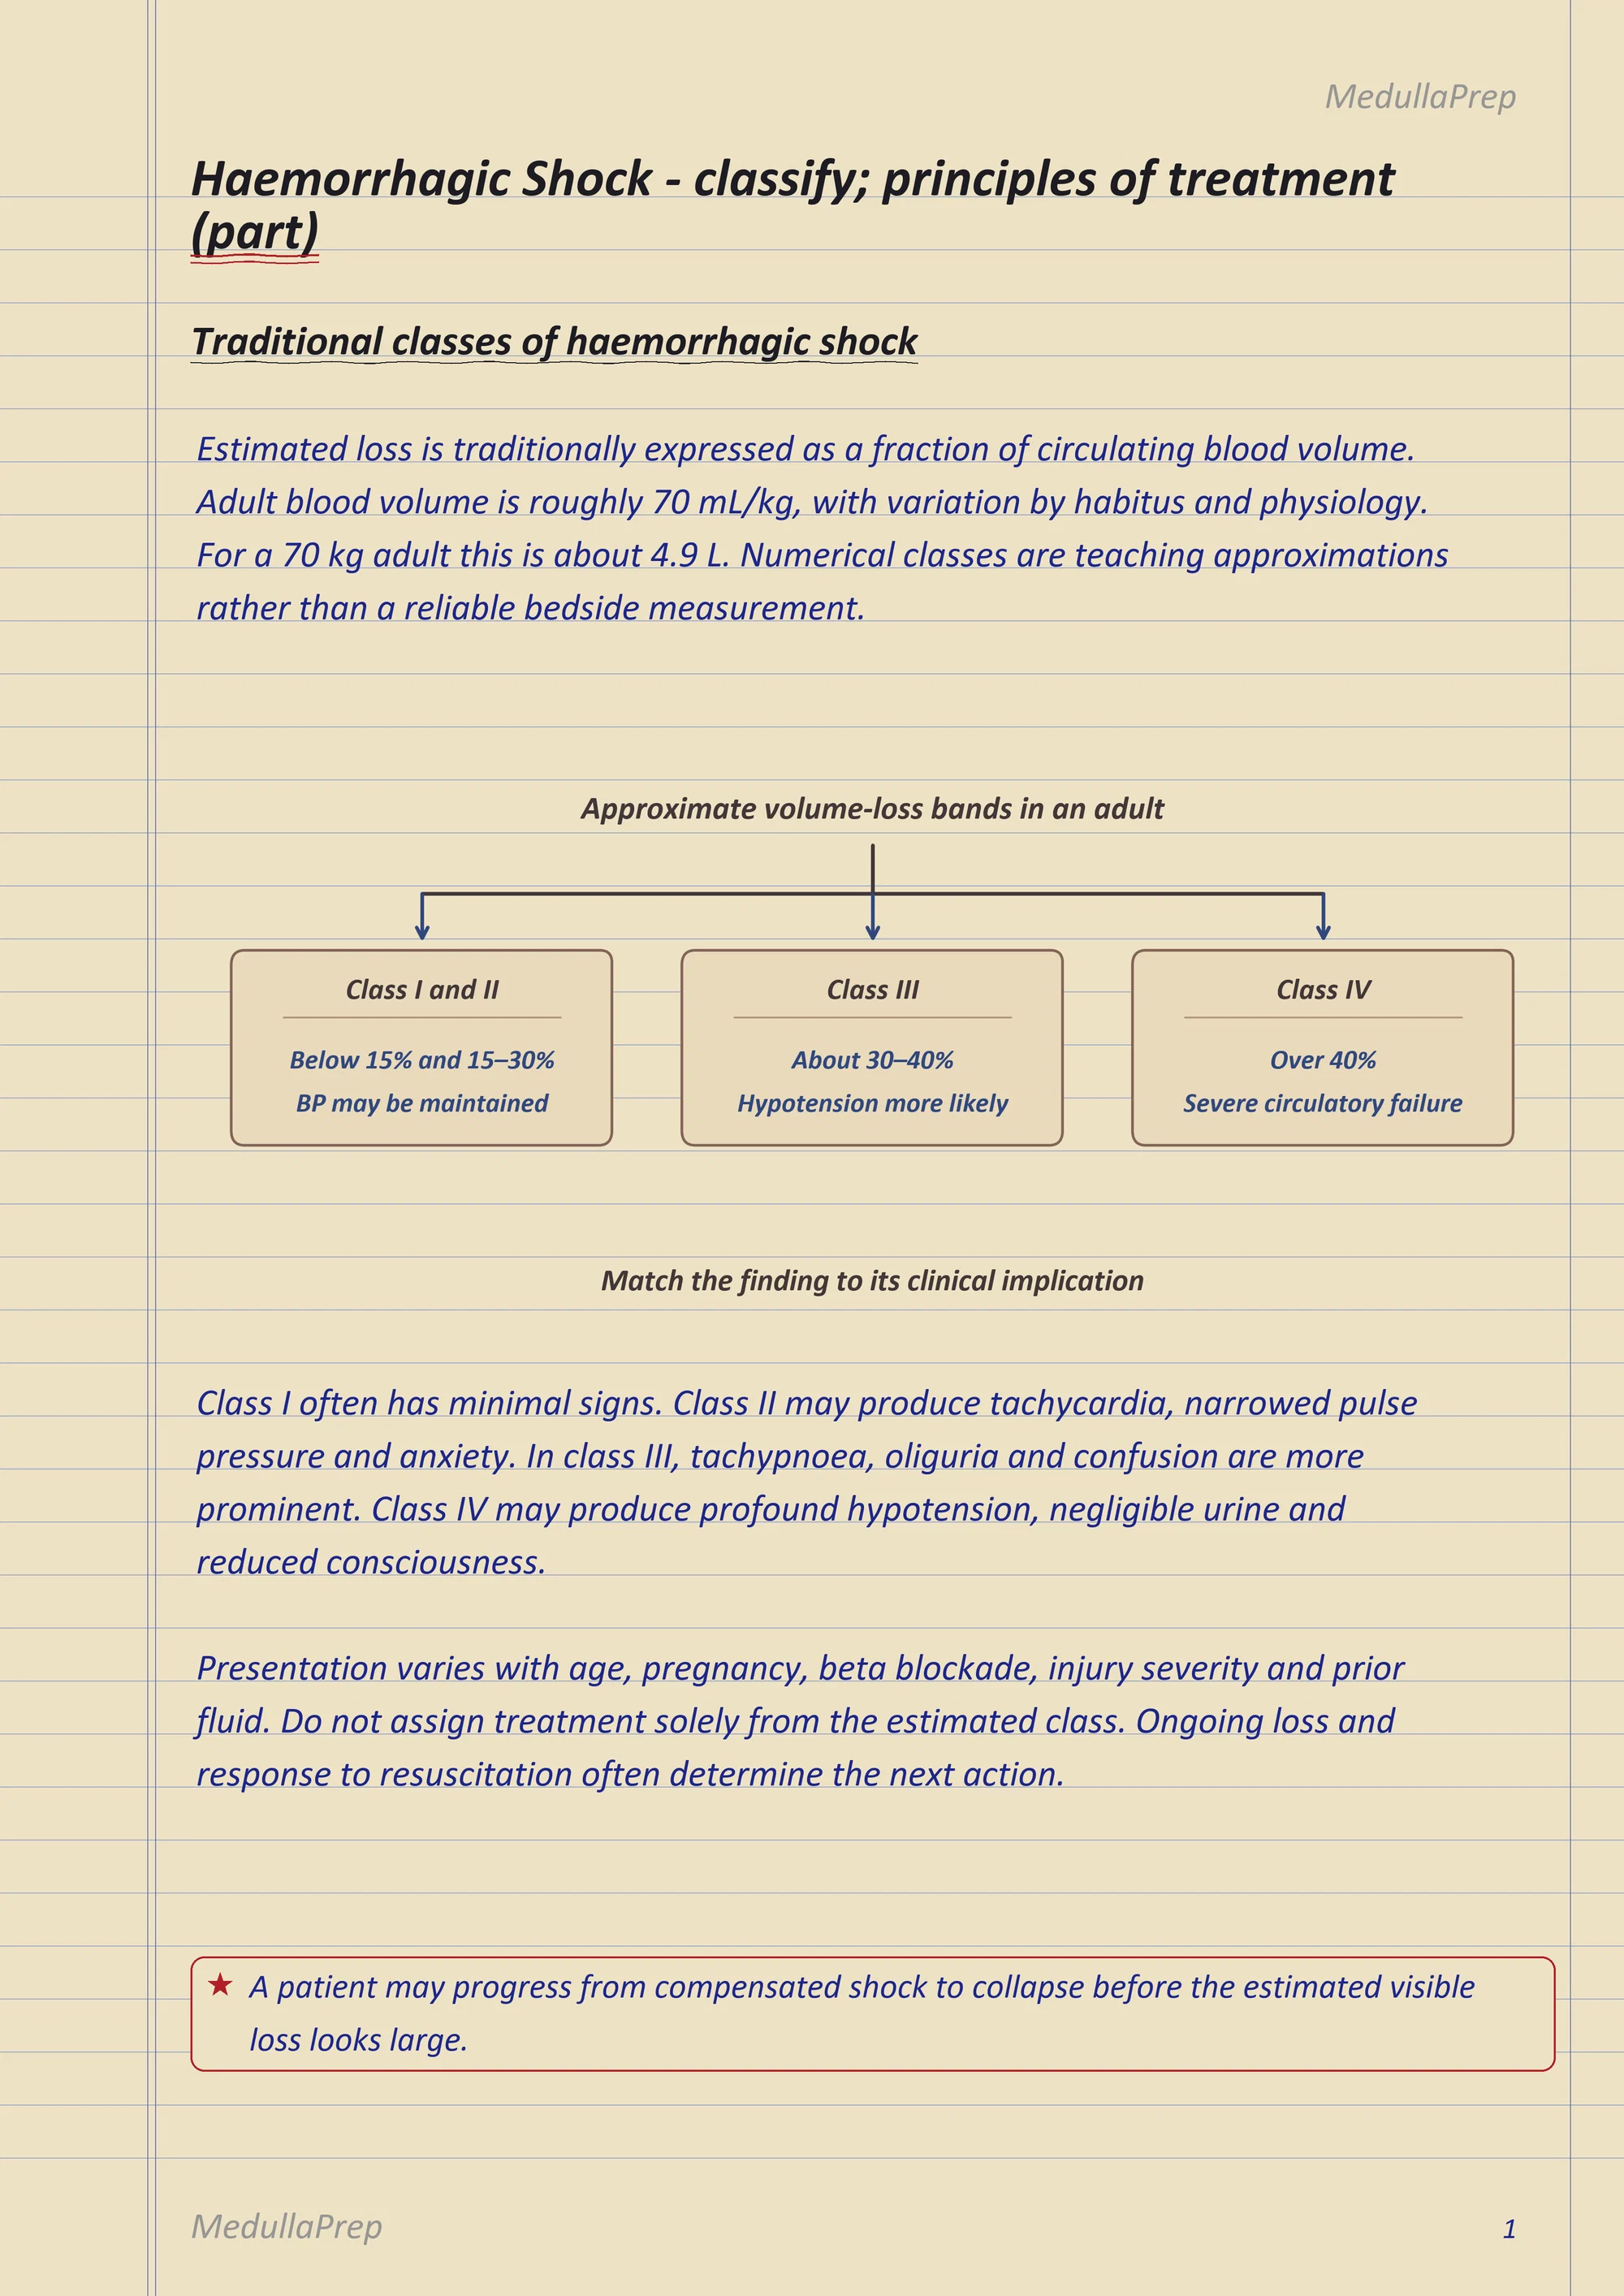 MedullaPrep
Haemorrhagic Shock - classify; principles of treatment
(part)
Traditional classes of haemorrhagic shock
Estimated loss is traditionally expressed as a fraction of circulating blood volume.
Adult blood volume is roughly 70 mL/kg, with variation by habitus and physiology.
For a 70 kg adult this is about 4.9 L. Numerical classes are teaching approximations
rather than a reliable bedside measurement.
Approximate volume-loss bands in an adult
Class I and II
Below 15% and 15–30%
BP may be maintained
Class III
About 30–40%
Hypotension more likely
Class IV
Over 40%
Severe circulatory failure
Match the finding to its clinical implication
Class I often has minimal signs. Class II may produce tachycardia, narrowed pulse
pressure and anxiety. In class III, tachypnoea, oliguria and confusion are more
prominent. Class IV may produce profound hypotension, negligible urine and
reduced consciousness.
Presentation varies with age, pregnancy, beta blockade, injury severity and prior
fluid. Do not assign treatment solely from the estimated class. Ongoing loss and
response to resuscitation often determine the next action.
★ A patient may progress from compensated shock to collapse before the estimated visible
loss looks large.
MedullaPrep
1